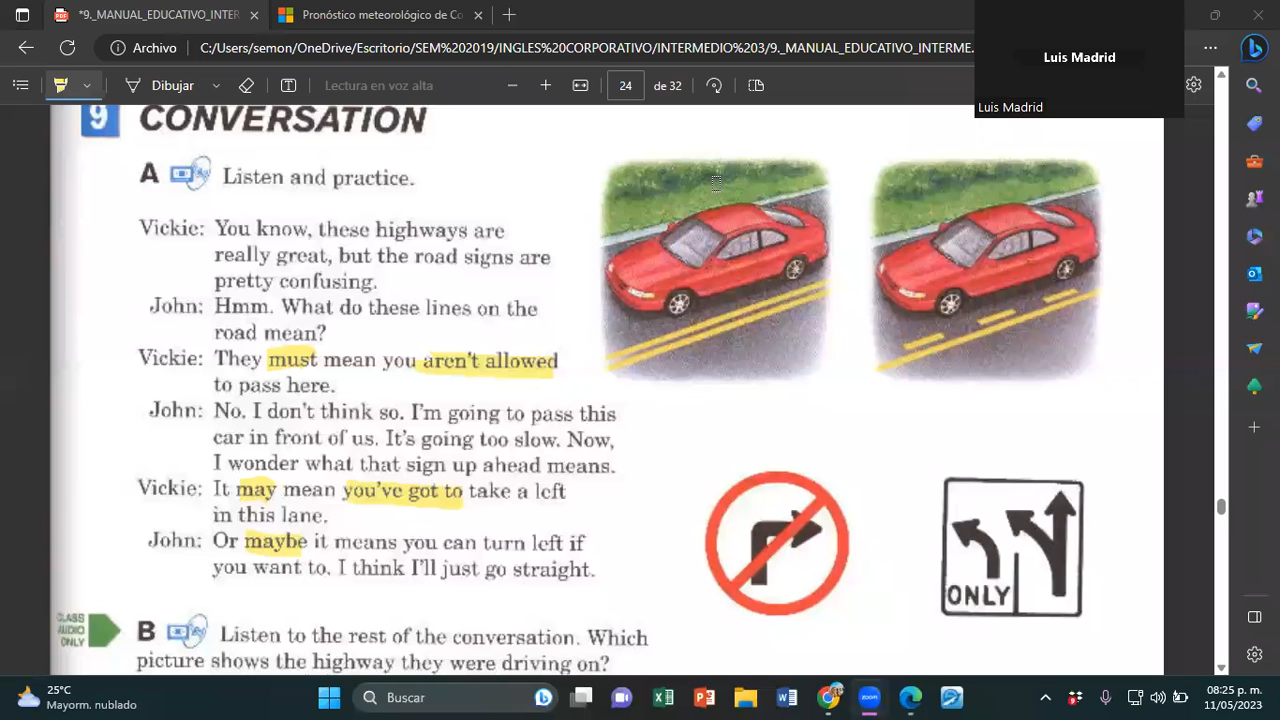 *9._MANUAL_EDUCATIVO_INTER
Pronóstico meteorológico de Co
Archivo
C:/Users/semon/OneDrive/Escritorio/SEM%202019/INGLES%20CORPORATIVO/INTERMEDIO%203/9._MANUAL_EDUCATIVO_INTERME...
Luis Madrid
Luis Madrid
Dibujar
Lectura en voz alta
24
de 32
9 CONVERSATION
A Listen and practice.
Vickie: You know, these highways are
really great, but the road signs are
pretty confusing.
John: Hmm. What do these lines on the
road mean?
Vickie: They must mean you aren't allowed
to pass here.
John: No. I don't think so. I'm going to pass this
car in front of us. It's going too slow. Now,
I wonder what that sign up ahead means.
Vickie: It may mean you've got to take a left
in this lane.
John: Or maybe it means you can turn left if
you want to. I think I'll just go straight.
ONLY
CLASS
AUDIO
ONLY
B Listen to the rest of the conversation. Which
picture shows the highway they were driving on?
25°C
Mayorm. nublado
Buscar
zoom
08:25 p. m.
11/05/2023